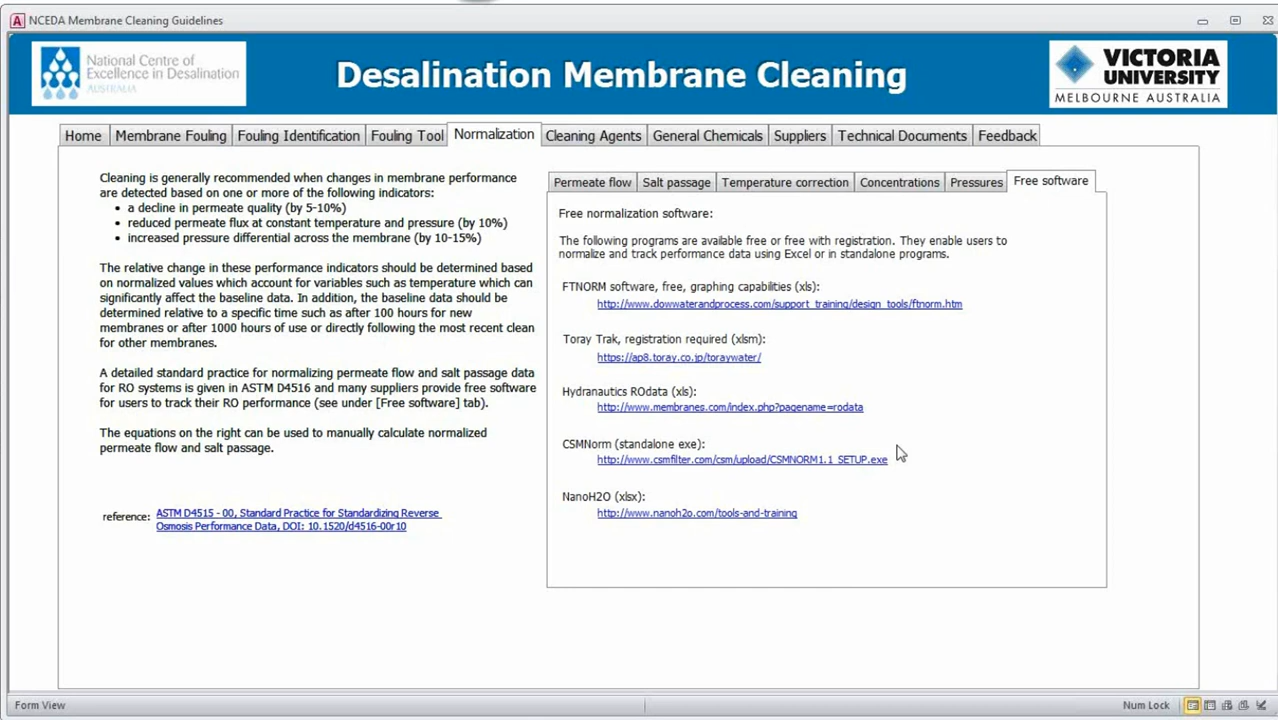 NCEDA Membrane Cleaning Guidelines
National Centre of
Excellence in Desalination
AUSTRALIA
Desalination Membrane Cleaning
VICTORIA
UNIVERSITY
MELBOURNE AUSTRALIA
Home Membrane Fouling Fouling Identification Fouling Tool Normalization Cleaning Agents General Chemicals Suppliers Technical Documents Feedback
Cleaning is generally recommended when changes in membrane performance
are detected based on one or more of the following indicators:
• a decline in permeate quality (by 5-10%)
• reduced permeate flux at constant temperature and pressure (by 10%)
• increased pressure differential across the membrane (by 10-15%)
The relative change in these performance indicators should be determined based
on normalized values which account for variables such as temperature which can
significantly affect the baseline data. In addition, the baseline data should be
determined relative to a specific time such as after 100 hours for new
membranes or after 1000 hours of use or directly following the most recent clean
for other membranes.
A detailed standard practice for normalizing permeate flow and salt passage data
for RO systems is given in ASTM D4516 and many suppliers provide free software
for users to track their RO performance (see under [Free software] tab).
The equations on the right can be used to manually calculate normalized
permeate flow and salt passage.
reference: ASTM D4515 - 00, Standard Practice for Standardizing Reverse
Osmosis Performance Data, DOI: 10.1520/d4516-00r10
Permeate flow Salt passage Temperature correction Concentrations Pressures Free software
Free normalization software:
The following programs are available free or free with registration. They enable users to
normalize and track performance data using Excel or in standalone programs.
FTNORM software, free, graphing capabilities (xls):
http://www.dowwaterandprocess.com/support_training/design_tools/ftnorm.htm
Toray Trak, registration required (xlsm):
https://ap8.toray.co.jp/toraywater/
Hydranautics ROdata (xls):
http://www.membranes.com/index.php?pagename=rodata
CSMNorm (standalone exe):
http://www.csmfilter.com/csm/upload/CSMNORM1.1_SETUP.exe
NanoH2O (xlsx):
http://www.nanoh2o.com/tools-and-training
Form View
Num Lock